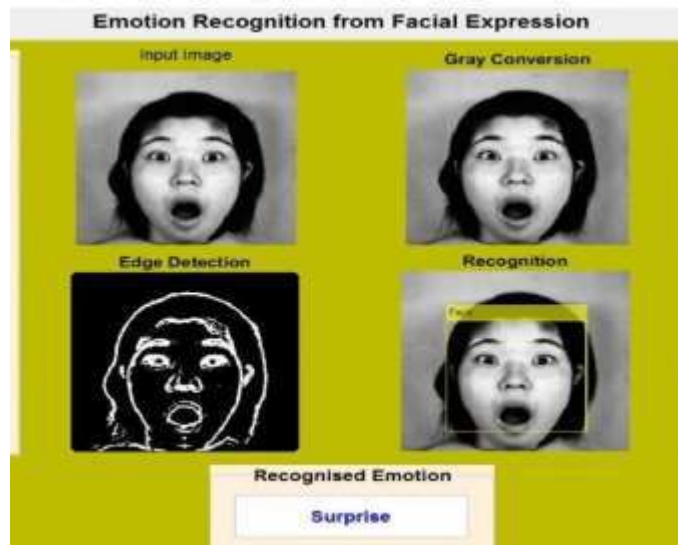 Emotion Recognition from Facial Expression
Input Image
Gray Conversion
Edge Detection
Recognition
Face
Recognised Emotion
Surprise